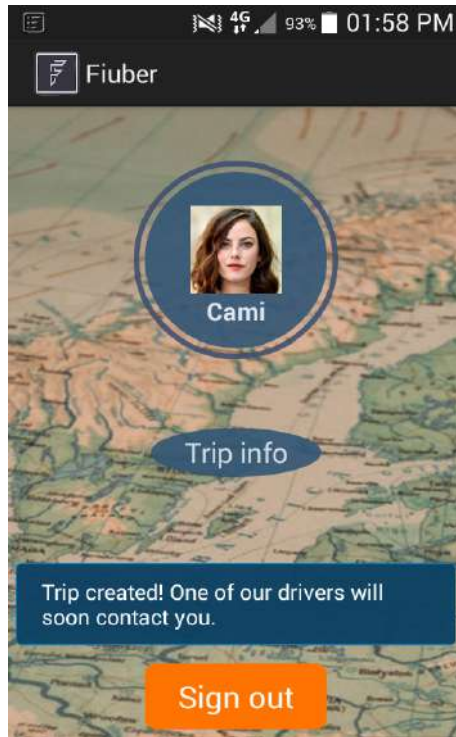 4G 93% 01:58 PM
Fiuber
Cami
Trip info
Trip created! One of our drivers will
soon contact you.
Sign out